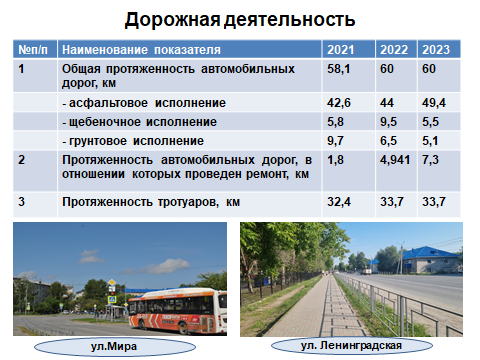 Дорожная деятельность
№п/п Наименование показателя 2021 2022 2023
1 Общая протяженность автомобильных 58,1 60 60
дорог, км
- асфальтовое исполнение 42,6 44 49,4
- щебеночное исполнение 5,8 9,5 5,5
- грунтовое исполнение 9,7 6,5 5,1
2 Протяженность автомобильных дорог, в 1,8 4,941 7,3
отношении которых проведен ремонт, км
3 Протяженность тротуаров, км 32,4 33,7 33,7
ул.Мира
ул. Ленинградская